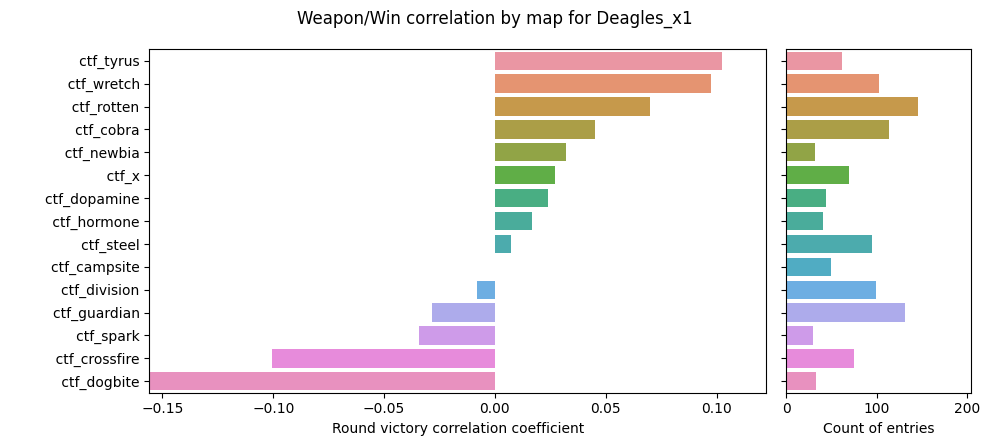 Weapon/Win correlation by map for Deagles_x1
ctf_tyrus
ctf_wretch
ctf_rotten
ctf_cobra
ctf_newbia
ctf_x
ctf_dopamine
ctf_hormone
ctf_steel
ctf_campsite
ctf_division
ctf_guardian
ctf_spark
ctf_crossfire
ctf_dogbite
−0.15 −0.10 −0.05 0.00 0.05 0.10
Round victory correlation coefficient
0 100 200
Count of entries